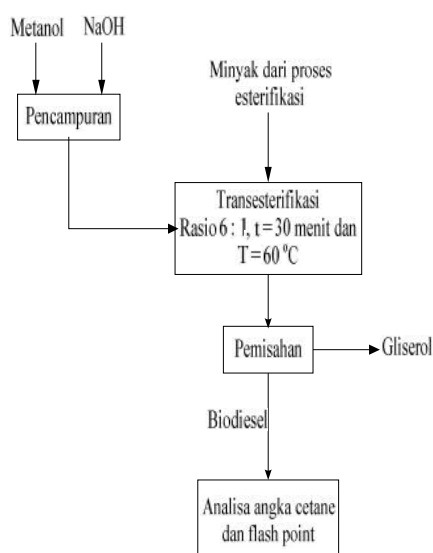 Metanol NaOH
Pencampuran
Minyak dari proses
esterifikasi
Transesterifikasi
Rasio 6 : 1, t = 30 menit dan
T = 60 ⁰C
Pemisahan
Gliserol
Biodiesel
Analisa angka cetane
dan flash point